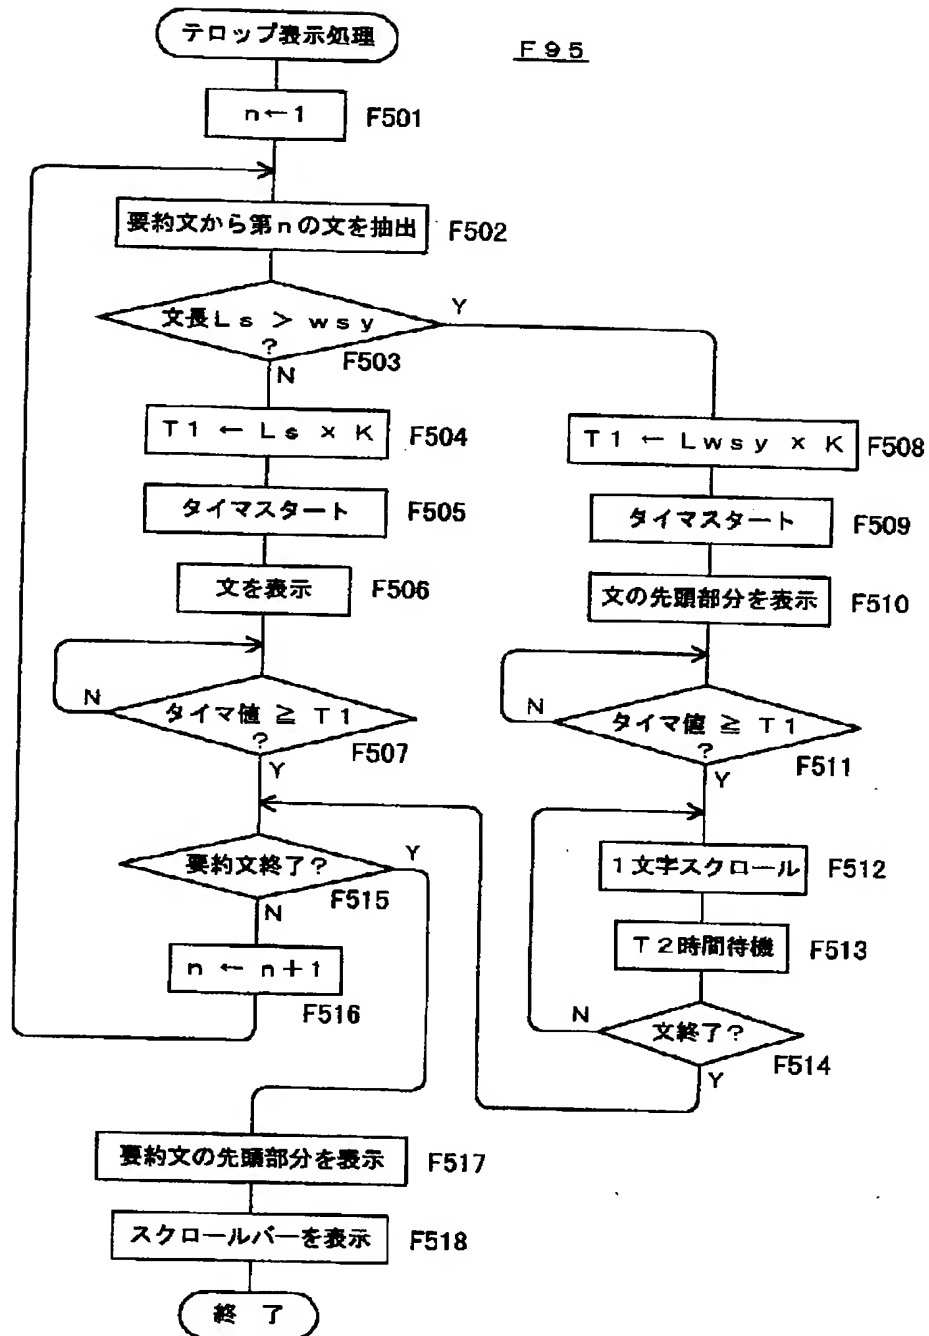 テロップ表示処理
F95
n←1
F501
要約文から第nの文を抽出
F502
文長Ls > wsy
?
F503
Y
N
T1 ← Ls × K
F504
タイマスタート
F505
文を表示
F506
タイマ値 ≧ T1
?
F507
N
Y
T1 ← Lwsy × K
F508
タイマスタート
F509
文の先頭部分を表示
F510
タイマ値 ≧ T1
?
F511
N
Y
1文字スクロール
F512
T2時間待機
F513
文終了?
F514
N
Y
要約文終了?
F515
Y
N
n ← n+1
F516
要約文の先頭部分を表示
F517
スクロールバーを表示
F518
終 了